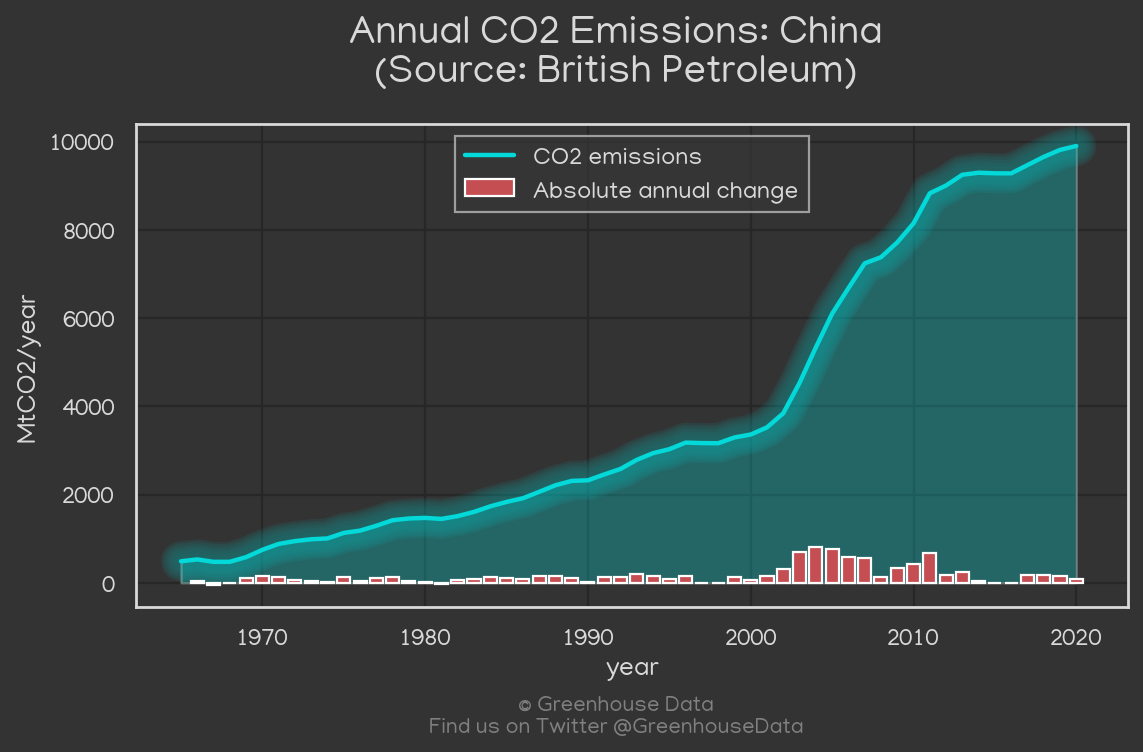 Annual CO2 Emissions: China
(Source: British Petroleum)
CO2 emissions
Absolute annual change
10000
8000
6000
4000
2000
0
MtCO2/year
1970 1980 1990 2000 2010 2020
year
© Greenhouse Data
Find us on Twitter @GreenhouseData